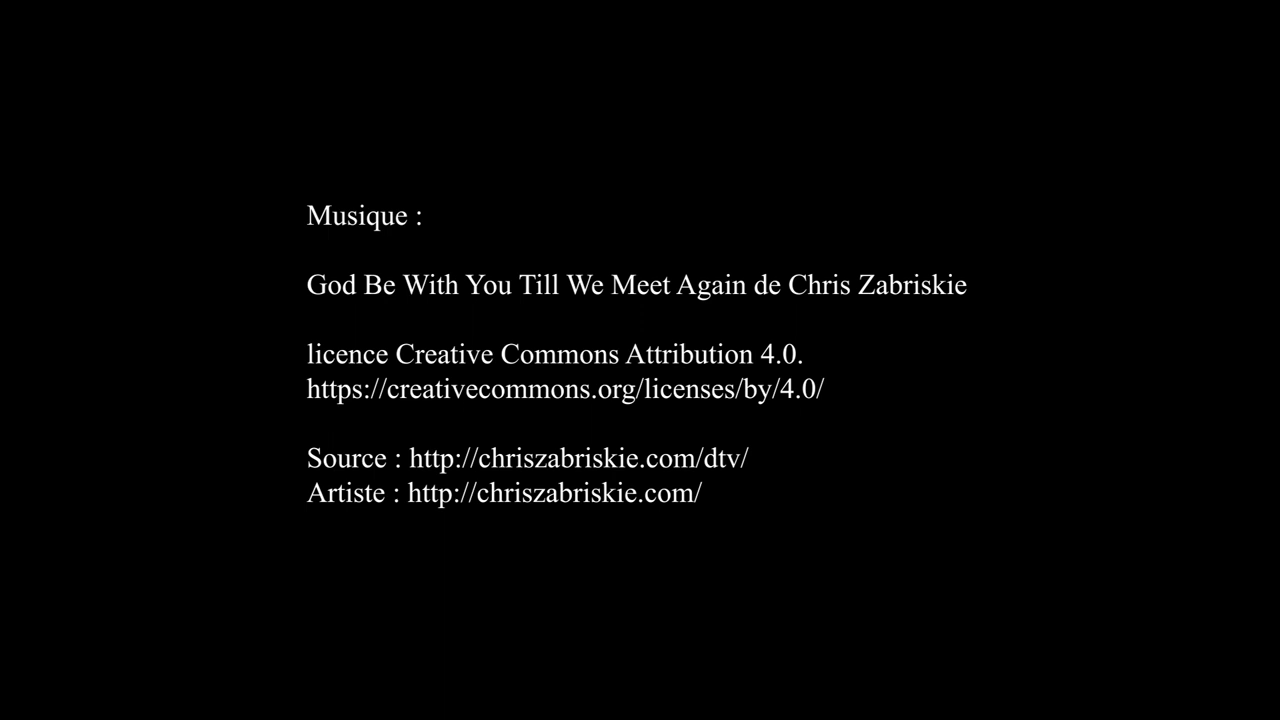 Musique :
God Be With You Till We Meet Again de Chris Zabriskie
licence Creative Commons Attribution 4.0.
https://creativecommons.org/licenses/by/4.0/
Source : http://chriszabriskie.com/dtv/
Artiste : http://chriszabriskie.com/